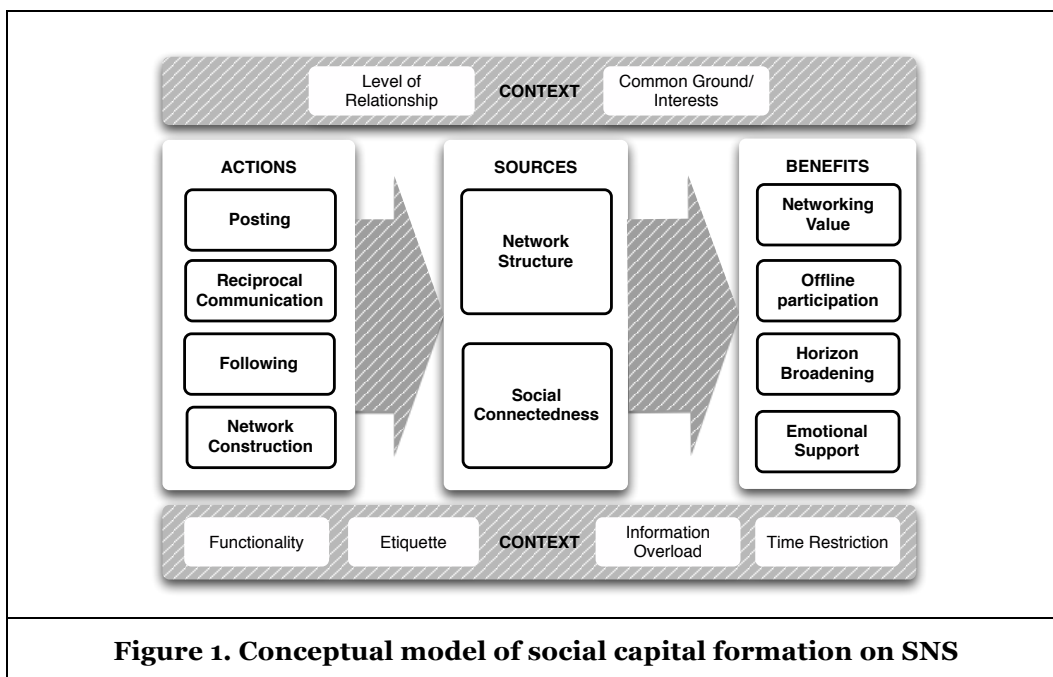 Level of
Relationship
CONTEXT
Common Ground/
Interests
ACTIONS
Posting
Reciprocal
Communication
Following
Network
Construction
SOURCES
Network
Structure
Social
Connectedness
BENEFITS
Networking
Value
Offline
participation
Horizon
Broadening
Emotional
Support
Functionality
Etiquette
CONTEXT
Information
Overload
Time Restriction
Figure 1. Conceptual model of social capital formation on SNS